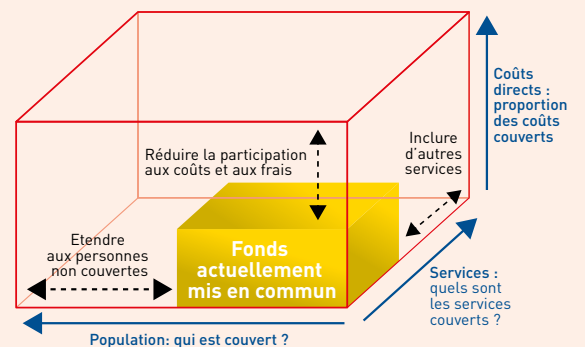 Coûts
directs :
proportion
des coûts
couverts
Réduire la participation
aux coûts et aux frais
Inclure
d’autres
services
Etendre
aux personnes
non couvertes
Fonds
actuellement
mis en commun
Services :
quels sont
les services
couverts ?
Population: qui est couvert ?